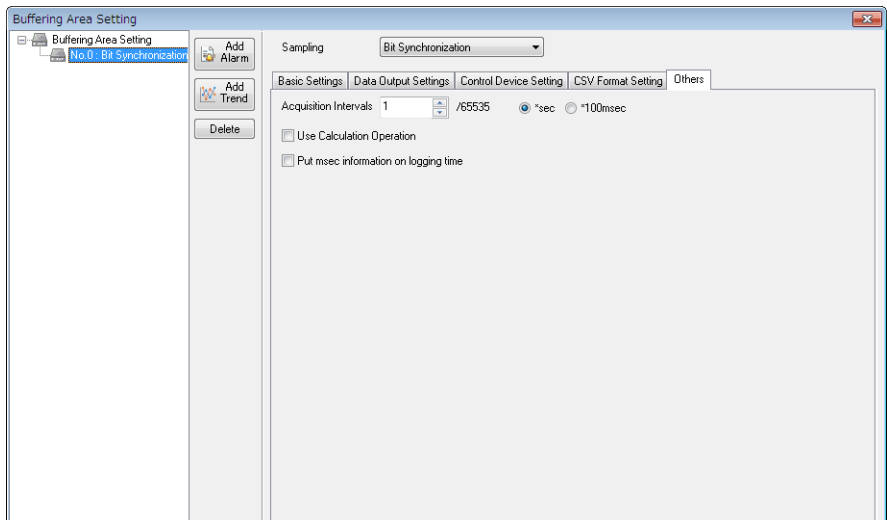 Buffering Area Setting
Buffering Area Setting
No.0 : Bit Synchronization
Add
Alarm
Add
Trend
Delete
Sampling Bit Synchronization
Basic Settings Data Output Settings Control Device Setting CSV Format Setting Others
Acquisition Intervals 1 /65535 *sec *100msec
Use Calculation Operation
Put msec information on logging time